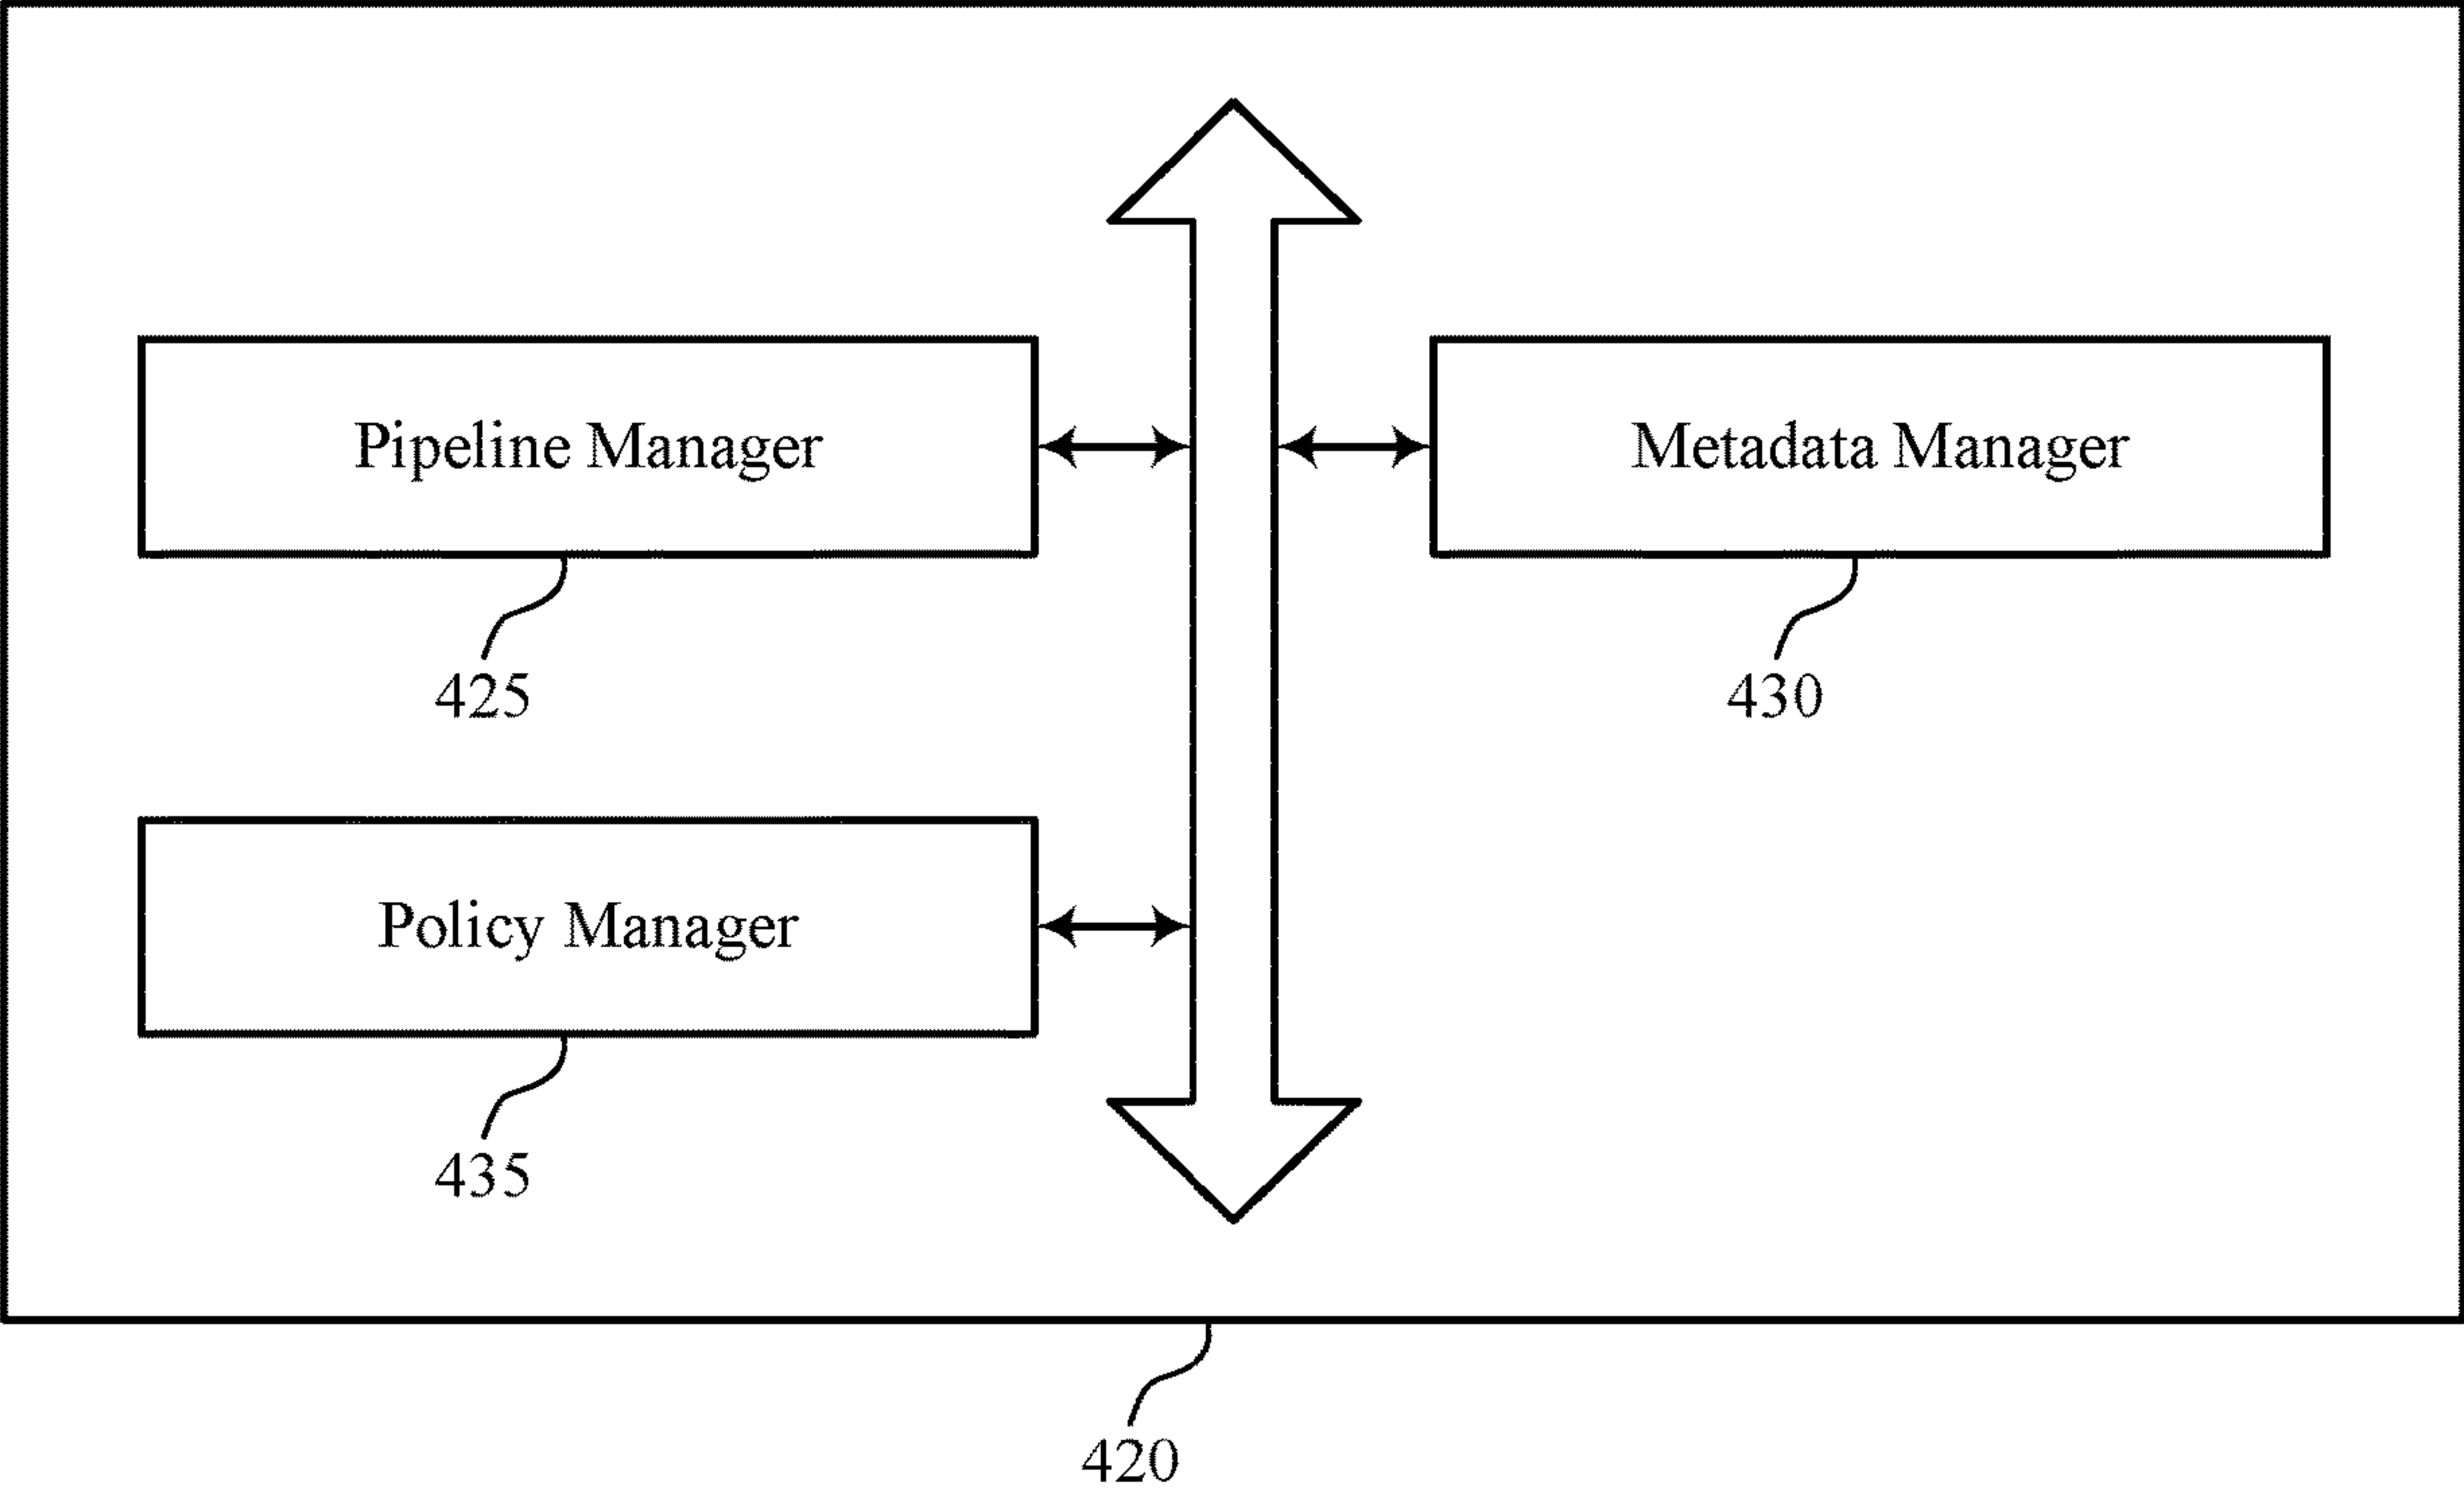 Pipeline Manager
Metadata Manager
425
430
Policy Manager
435
420